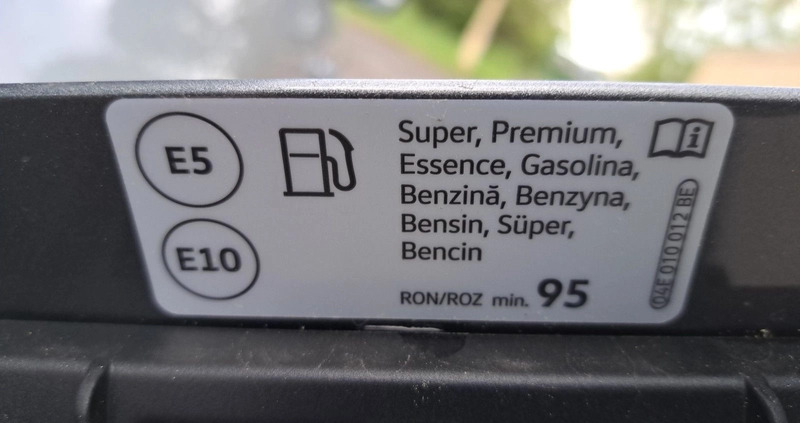 E5
E10
Super, Premium,
Essence, Gasolina,
Benzină, Benzyna,
Bensin, Süper,
Bencin
RON/ROZ min. 95
i
04E 010 012 BE